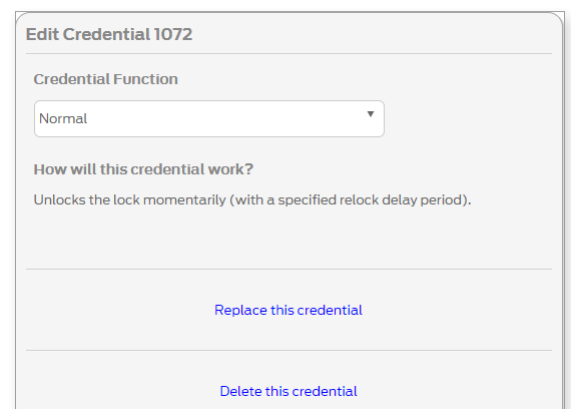 Edit Credential 1072
Credential Function
Normal
How will this credential work?
Unlocks the lock momentarily (with a specified relock delay period).
Replace this credential
Delete this credential